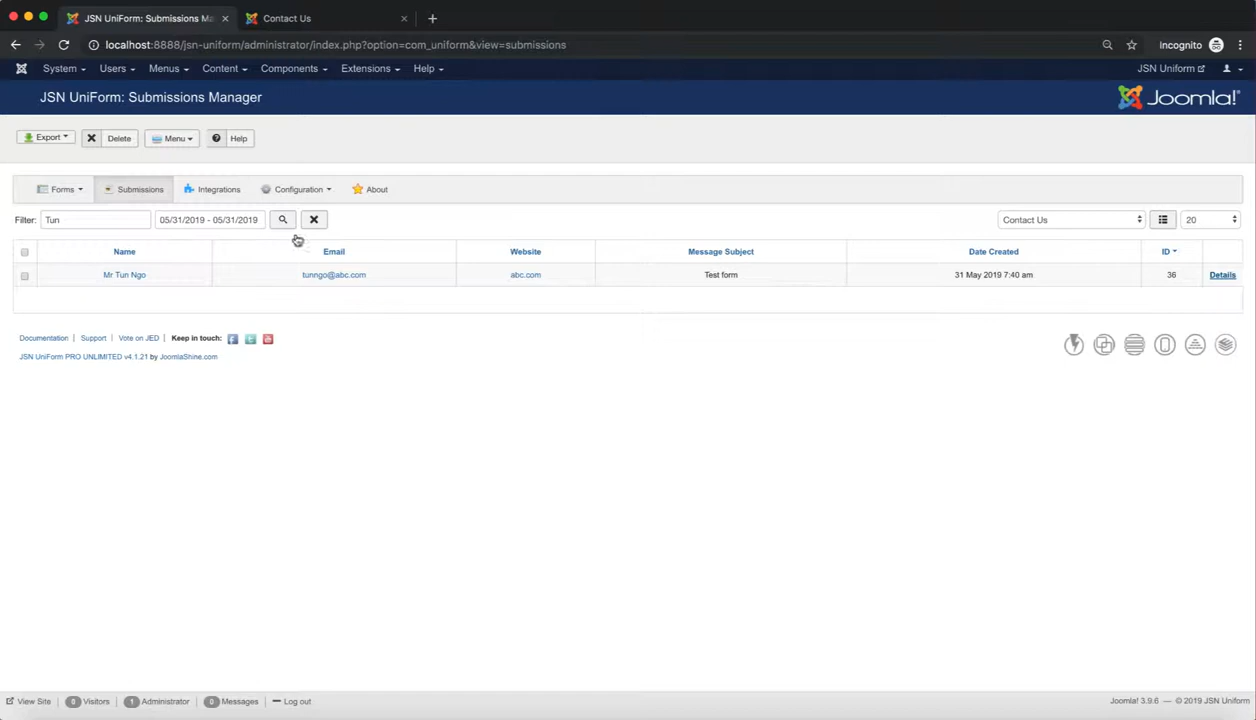 JSN UniForm: Submissions Ma
Contact Us
localhost:8888/jsn-uniform/administrator/index.php?option=com_uniform&view=submissions
Incognito
System Users Menus Content Components Extensions Help
JSN Uniform
JSN UniForm: Submissions Manager
Joomla!®
Export Delete Menu Help
Forms Submissions Integrations Configuration About
Filter: Tun 05/31/2019 - 05/31/2019 Contact Us 20
Name Email Website Message Subject Date Created ID
Mr Tun Ngo tunngo@abc.com abc.com Test form 31 May 2019 7:40 am 36 Details
Documentation | Support | Vote on JED Keep in touch:
JSN UniForm PRO UNLIMITED v4.1.21 by JoomlaShine.com
View Site 0 Visitors 1 Administrator 0 Messages Log out
Joomla! 3.9.6 — © 2019 JSN Uniform